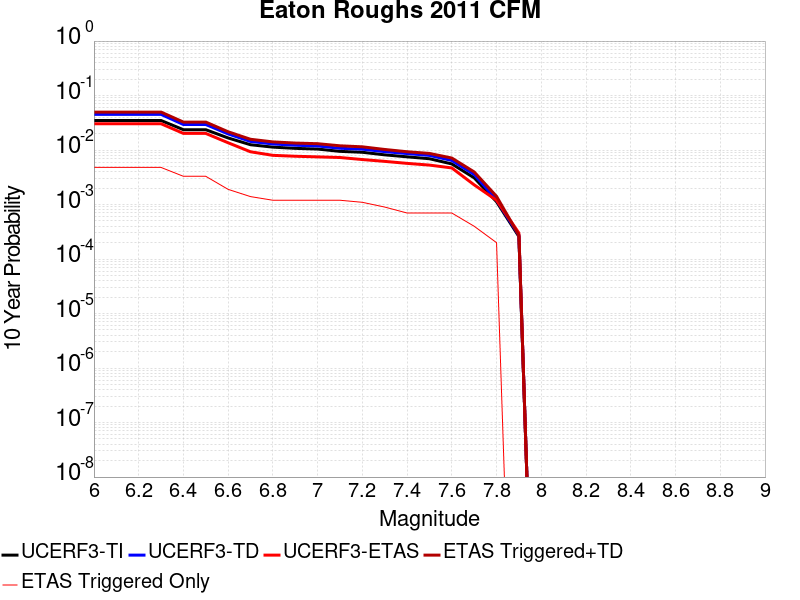 Eaton Roughs 2011 CFM
10 0
10 -1
10 -2
10 -3
10 -4
10 -5
10 -6
10 -7
10 -8
10 Year Probability
6 6.2 6.4 6.6 6.8 7 7.2 7.4 7.6 7.8 8 8.2 8.4 8.6 8.8 9
Magnitude
UCERF3-TI UCERF3-TD UCERF3-ETAS ETAS Triggered+TD
ETAS Triggered Only